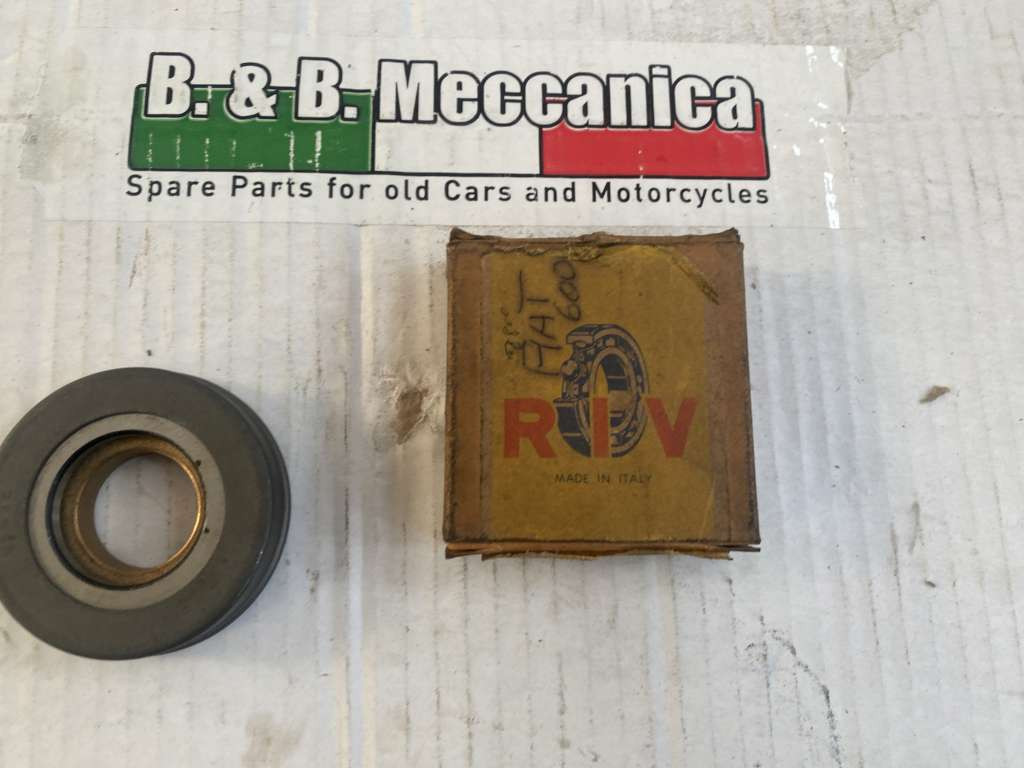 B. & B. Meccanica
Spare Parts for old Cars and Motorcycles
FIAT
600
RIV
MADE IN ITALY